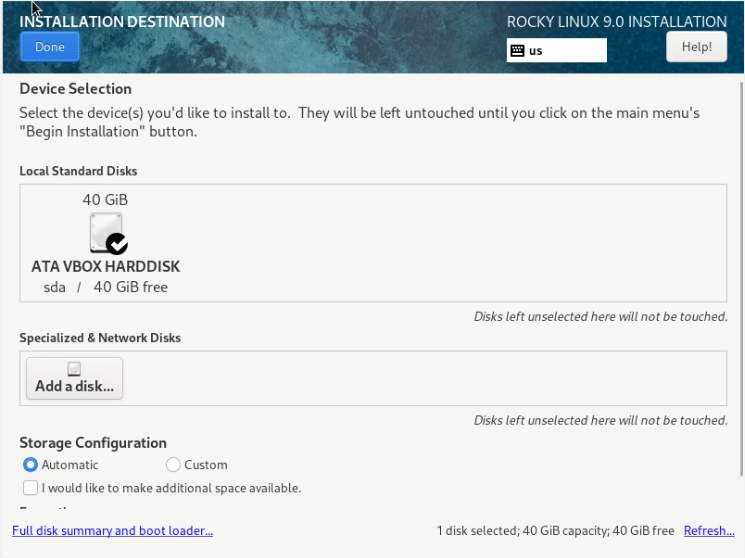 INSTALLATION DESTINATION
ROCKY LINUX 9.0 INSTALLATION
Done
us
Help!
Device Selection
Select the device(s) you'd like to install to.  They will be left untouched until you click on the main menu's
"Begin Installation" button.
Local Standard Disks
40 GiB
ATA VBOX HARDDISK
sda / 40 GiB free
Disks left unselected here will not be touched.
Specialized & Network Disks
Add a disk...
Disks left unselected here will not be touched.
Storage Configuration
Automatic
Custom
I would like to make additional space available.
Full disk summary and boot loader...
1 disk selected; 40 GiB capacity; 40 GiB free
Refresh...